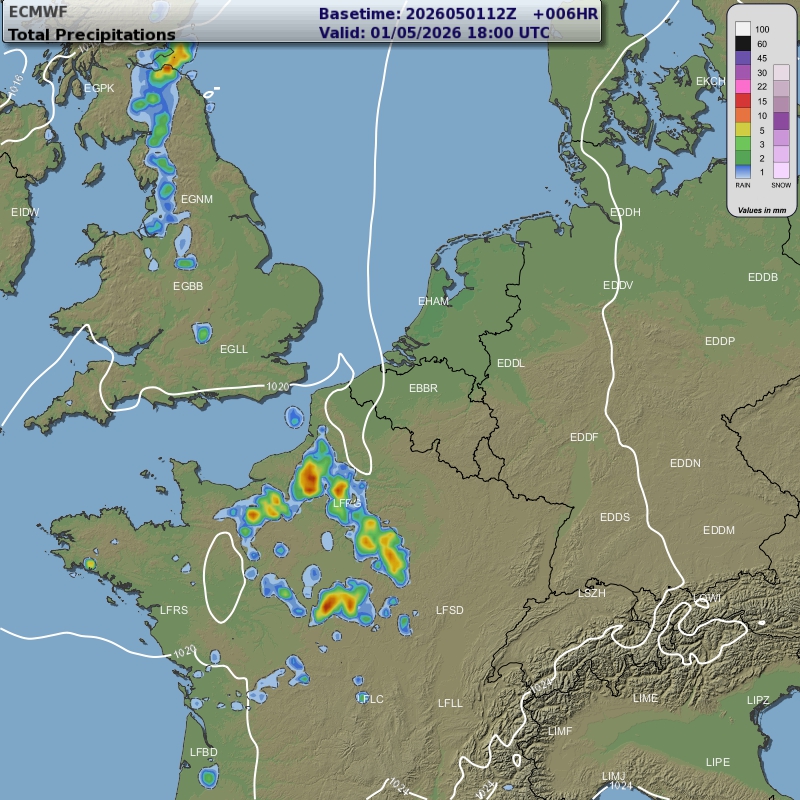 ECMWF
Basetime: 2026050112Z +006HR
Total Precipitations
Valid: 01/05/2026 18:00 UTC
100
60
45
30
22
15
10
5
3
2
1
RAIN
SNOW
Values in mm
1016
EGPK
EKCH
EIDW
EGNM
EDDH
EGBB
EDDV
EDDB
EHAM
EGLL
EDDP
EDDL
1020
EBBR
EDDF
EDDN
EDDS
EDDM
LSZH
LFRS
LFSD
1020
1024
LIME
LFLC
LFLL
LIPZ
LIMF
LFBD
LIPE
LIMJ
1024
1024